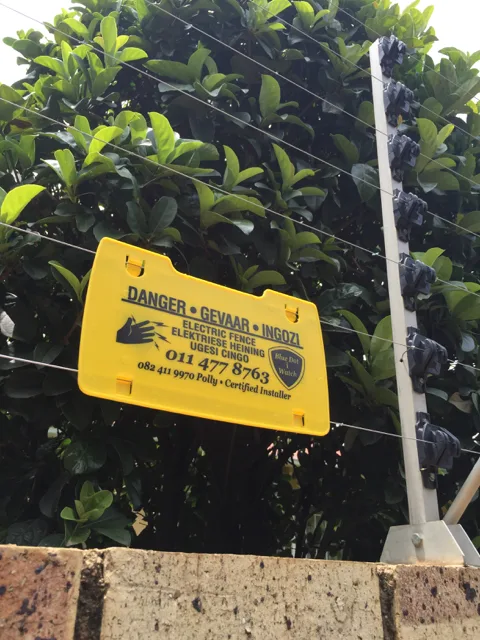 DANGER • GEVAAR • INGOZI
ELECTRIC FENCE
ELEKTRIESE HEINING
UGESI CINGO
011 477 8763
082 411 9970 Polly • Certified Installer
Blue Dot
1
Watch